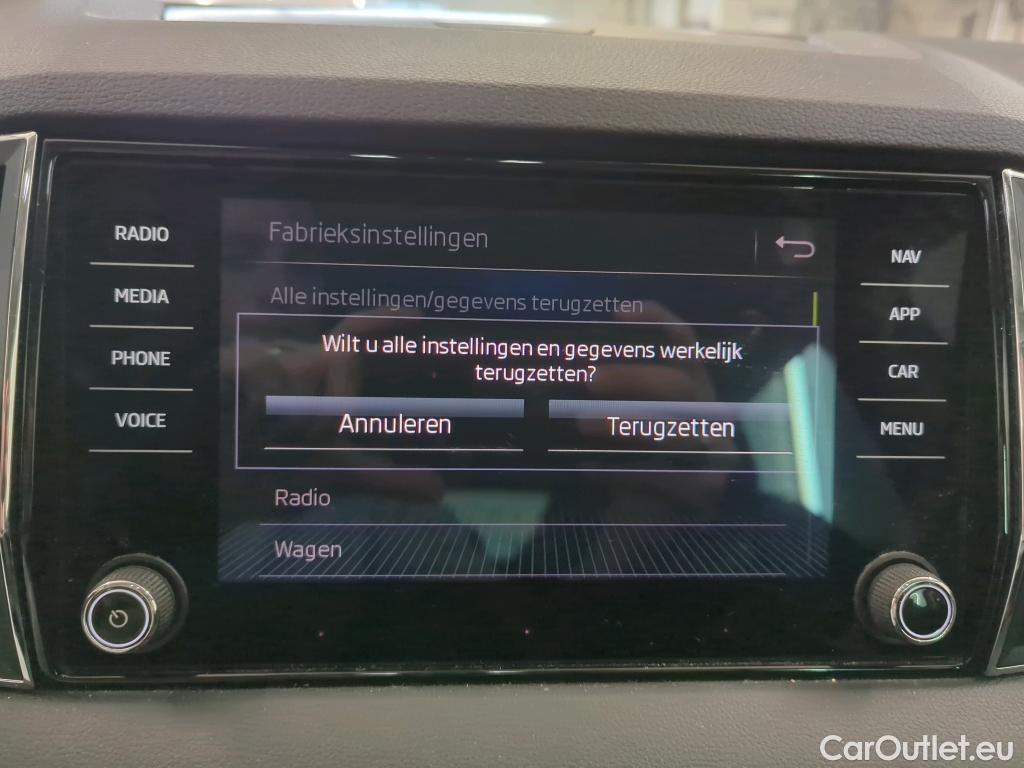 RADIO
MEDIA
PHONE
VOICE
Fabrieksinstellingen
Alle instellingen/gegevens terugzetten
Wilt u alle instellingen en gegevens werkelijk
terugzetten?
Annuleren
Terugzetten
Radio
Wagen
NAV
APP
CAR
MENU
CarOutlet.eu